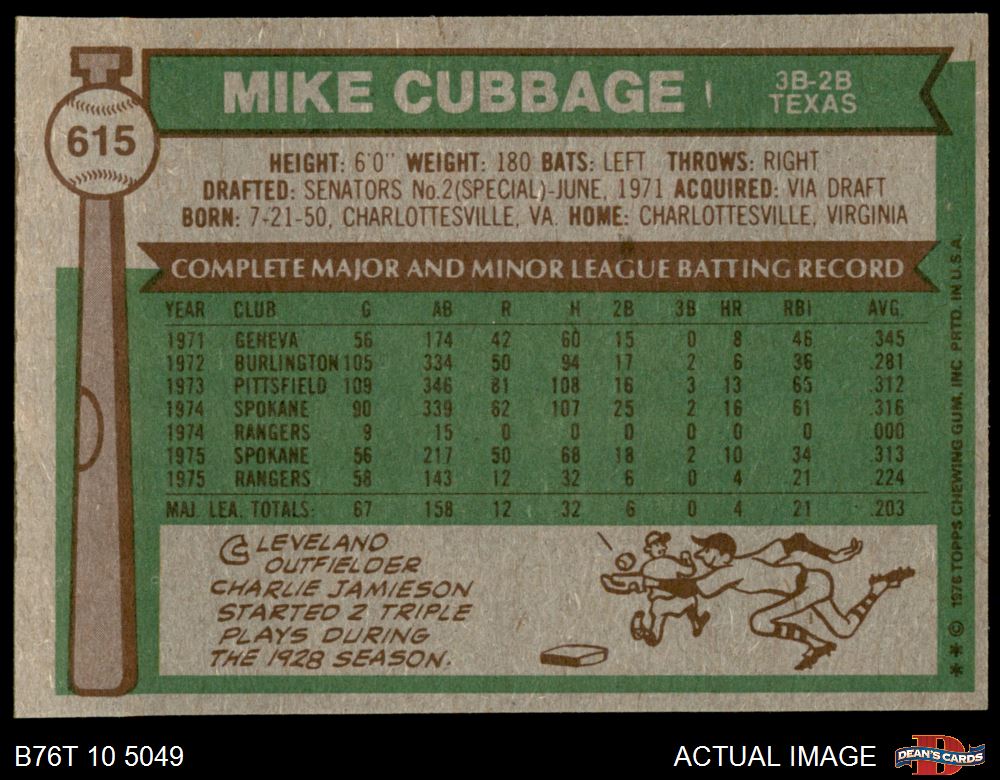 615
MIKE CUBBAGE
3B-2B
TEXAS
HEIGHT: 6'0" WEIGHT: 180 BATS: LEFT THROWS: RIGHT
DRAFTED: SENATORS No.2(SPECIAL)-JUNE, 1971 ACQUIRED: VIA DRAFT
BORN: 7-21-50, CHARLOTTESVILLE, VA. HOME: CHARLOTTESVILLE, VIRGINIA
COMPLETE MAJOR AND MINOR LEAGUE BATTING RECORD
YEAR CLUB G AB R H 2B 3B HR RBI AVG.
1971 GENEVA 56 174 42 60 15 0 8 46 .345
1972 BURLINGTON 105 334 50 94 17 2 6 36 .281
1973 PITTSFIELD 109 346 81 108 16 3 13 65 .312
1974 SPOKANE 90 339 62 107 25 2 16 61 .316
1974 RANGERS 9 15 0 0 0 0 0 0 .000
1975 SPOKANE 56 217 50 68 18 2 10 34 .313
1975 RANGERS 58 143 12 32 6 0 4 21 .224
MAJ. LEA. TOTALS: 67 158 12 32 6 0 4 21 .203
CLEVELAND
OUTFIELDER
CHARLIE JAMIESON
STARTED 2 TRIPLE
PLAYS DURING
THE 1928 SEASON.
** © 1976 TOPPS CHEWING GUM, INC. PRTD. IN U.S.A.
B76T 10 5049
ACTUAL IMAGE
DEAN'S CARDS